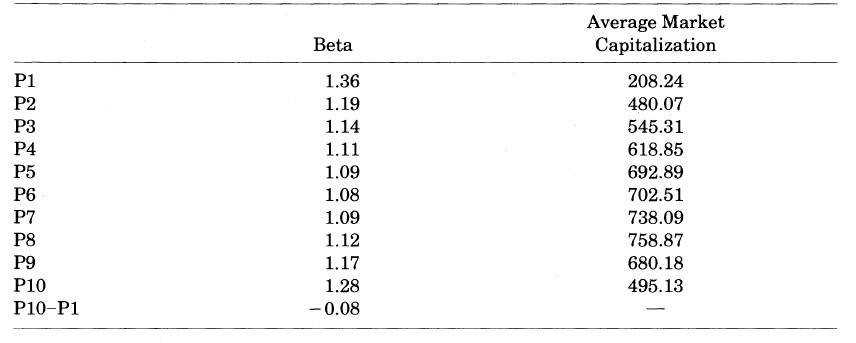 Average Market
Beta Capitalization
P1 1.36 208.24
P2 1.19 480.07
P3 1.14 545.31
P4 1.11 618.85
P5 1.09 692.89
P6 1.08 702.51
P7 1.09 738.09
P8 1.12 758.87
P9 1.17 680.18
P10 1.28 495.13
P10–P1 −0.08 —